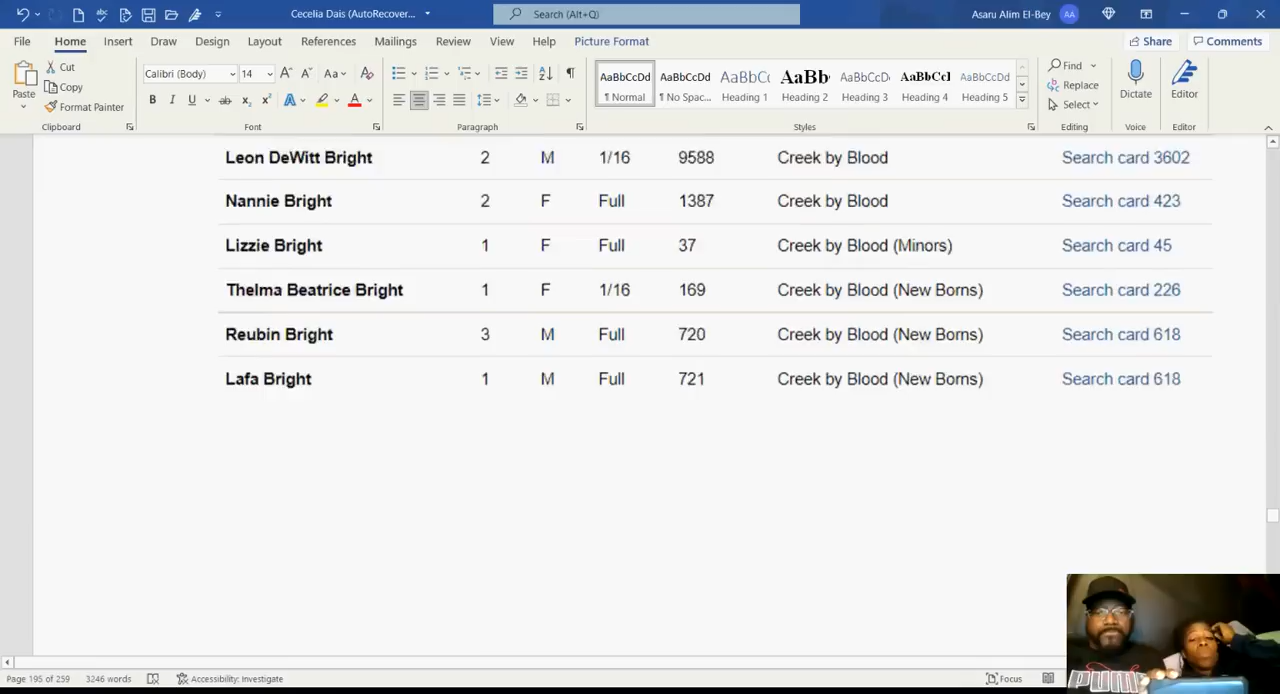 Cecelia Dais (AutoRecover...
Search (Alt+Q)
Asaru Alim El-Bey
AA
File
Home
Insert
Draw
Design
Layout
References
Mailings
Review
View
Help
Picture Format
Share
Comments
Paste
Cut
Copy
Format Painter
Clipboard
Calibri (Body)
14
Font
Paragraph
AaBbCcDd
¶ Normal
AaBbCcDd
¶ No Spac...
AaBbC
Heading 1
AaBb
Heading 2
AaBbCcDd
Heading 3
AaBbCcI
Heading 4
AaBbCcDd
Heading 5
Styles
Find
Replace
Select
Editing
Dictate
Voice
Editor
Editor
Leon DeWitt Bright 2 M 1/16 9588 Creek by Blood Search card 3602
Nannie Bright 2 F Full 1387 Creek by Blood Search card 423
Lizzie Bright 1 F Full 37 Creek by Blood (Minors) Search card 45
Thelma Beatrice Bright 1 F 1/16 169 Creek by Blood (New Borns) Search card 226
Reubin Bright 3 M Full 720 Creek by Blood (New Borns) Search card 618
Lafa Bright 1 M Full 721 Creek by Blood (New Borns) Search card 618
PUMA
Page 195 of 259
3246 words
Accessibility: Investigate
Focus